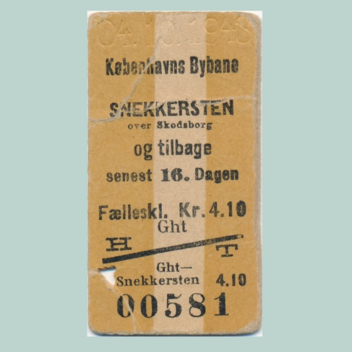 Københavns Bybane
SNEKKERSTEN
over Skodsborg
og tilbage
senest 16. Dagen
Fælleskl. Kr. 4.10
Ght
H T
Ght—
Snekkersten 4.10
00581